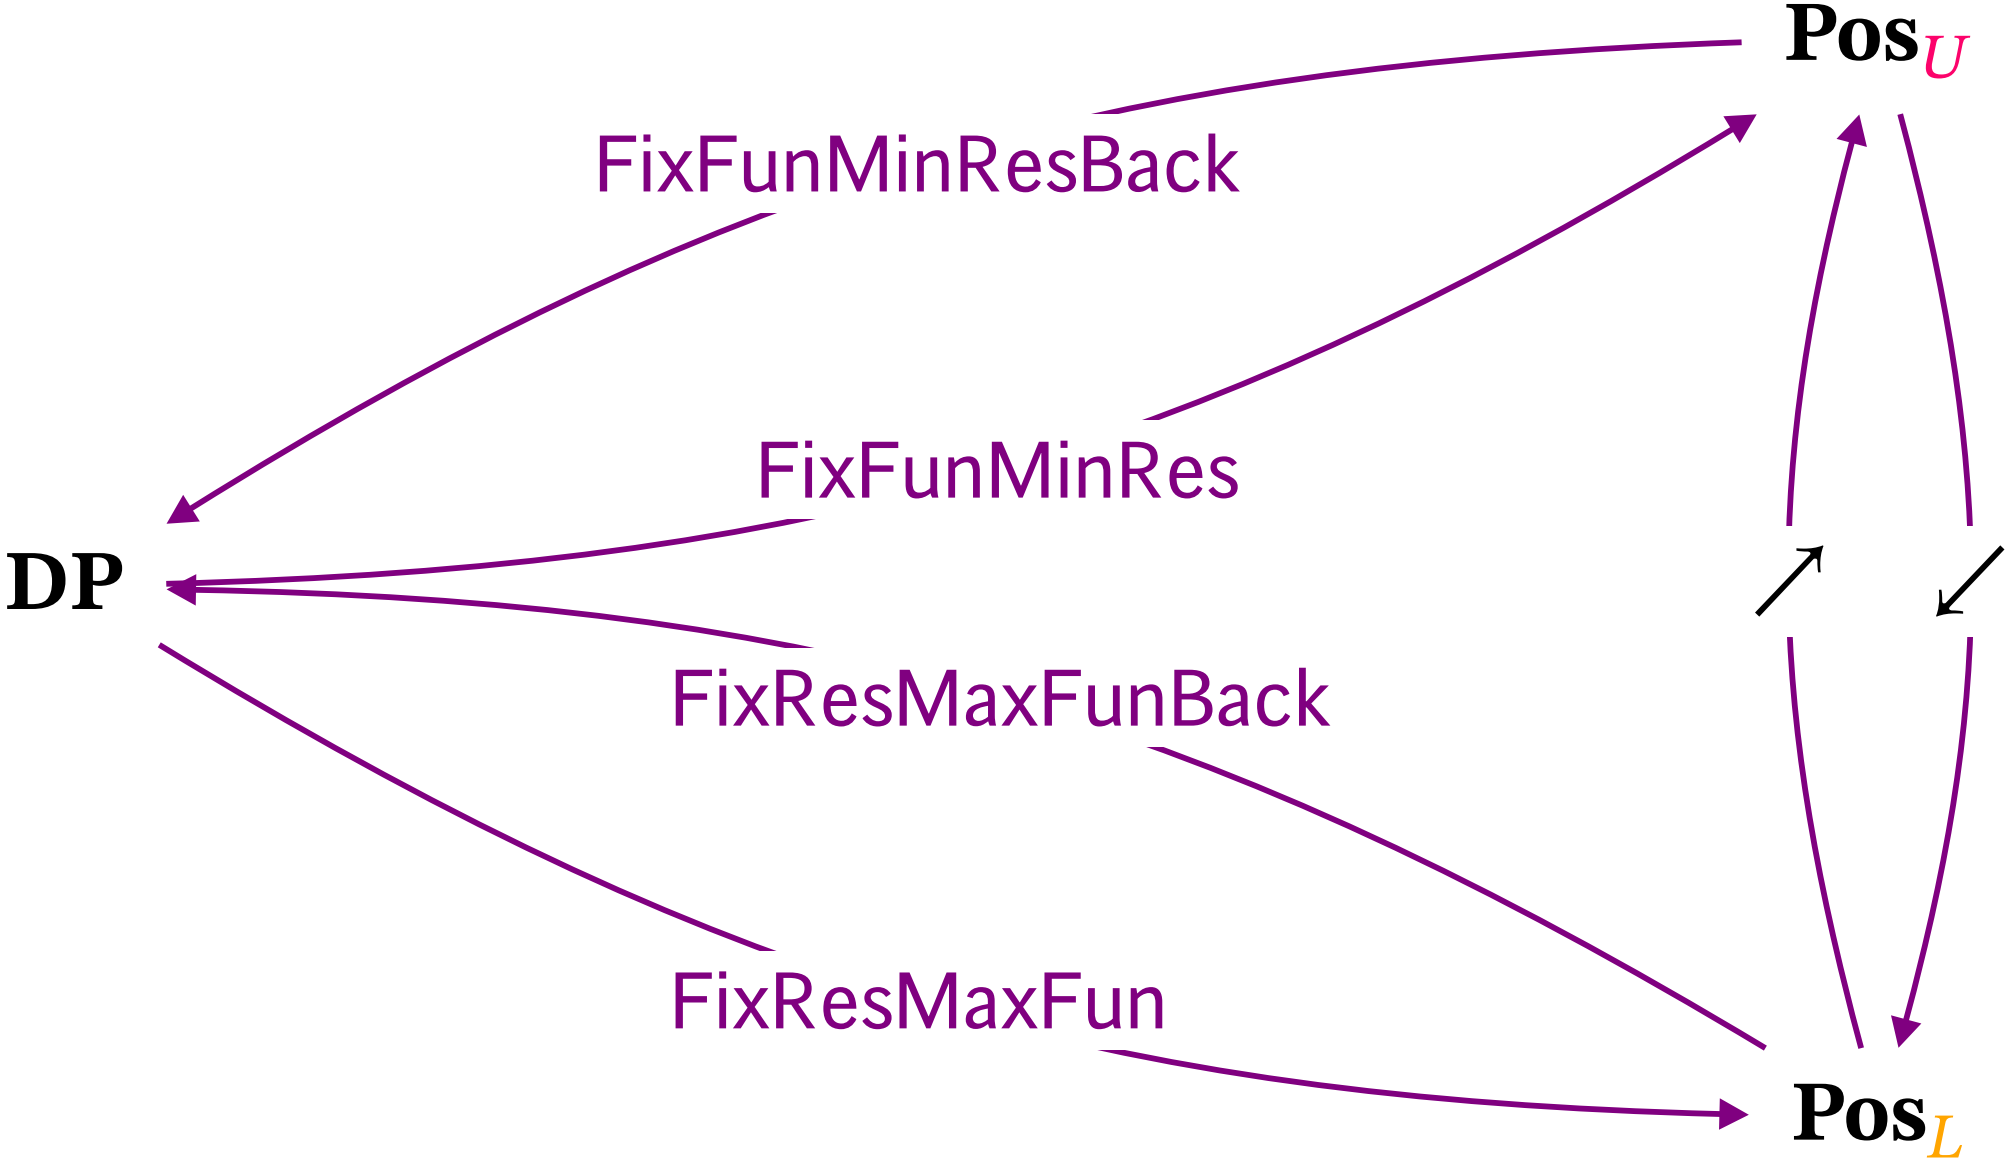 Pos_U
FixFunMinResBack
FixFunMinRes
DP
↗ ↙
FixResMaxFunBack
FixResMaxFun
Pos_L